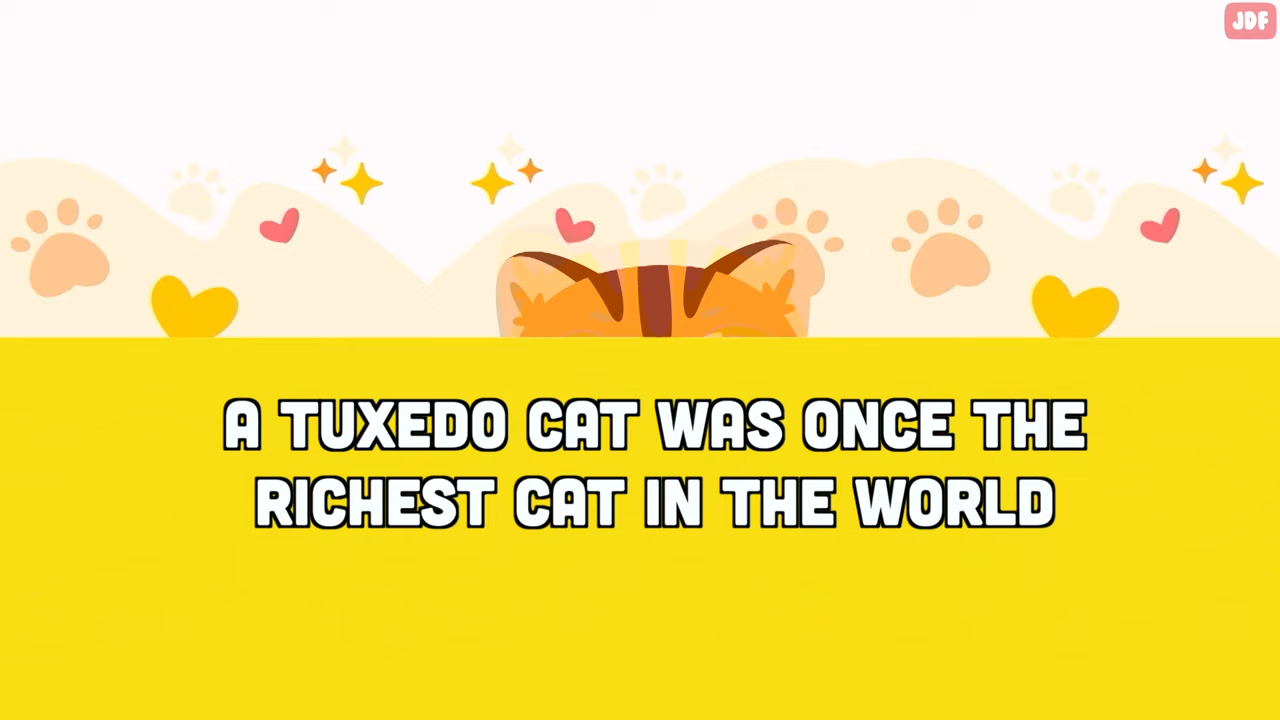 JDF
A TUXEDO CAT WAS ONCE THE
RICHEST CAT IN THE WORLD